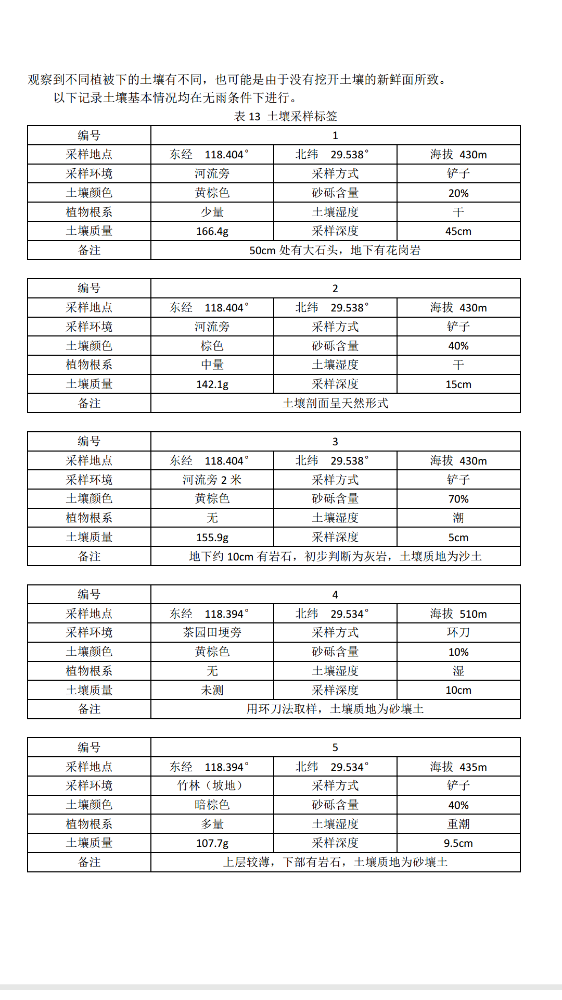 观察到不同植被下的土壤有不同，也可能是由于没有挖开土壤的新鲜面所致。
以下记录土壤基本情况均在无雨条件下进行。
表 13 土壤采样标签
编号 1
采样地点 东经 118.404° 北纬 29.538° 海拔 430m
采样环境 河流旁 采样方式 铲子
土壤颜色 黄棕色 砂砾含量 20%
植物根系 少量 土壤湿度 干
土壤质量 166.4g 采样深度 45cm
备注 50cm 处有大石头，地下有花岗岩
编号 2
采样地点 东经 118.404° 北纬 29.538° 海拔 430m
采样环境 河流旁 采样方式 铲子
土壤颜色 棕色 砂砾含量 40%
植物根系 中量 土壤湿度 干
土壤质量 142.1g 采样深度 15cm
备注 土壤剖面呈天然形式
编号 3
采样地点 东经 118.404° 北纬 29.538° 海拔 430m
采样环境 河流旁 2 米 采样方式 铲子
土壤颜色 黄棕色 砂砾含量 70%
植物根系 无 土壤湿度 潮
土壤质量 155.9g 采样深度 5cm
备注 地下约 10cm 有岩石，初步判断为灰岩，土壤质地为沙土
编号 4
采样地点 东经 118.394° 北纬 29.534° 海拔 510m
采样环境 茶园田埂旁 采样方式 环刀
土壤颜色 黄棕色 砂砾含量 10%
植物根系 无 土壤湿度 湿
土壤质量 未测 采样深度 10cm
备注 用环刀法取样，土壤质地为砂壤土
编号 5
采样地点 东经 118.394° 北纬 29.534° 海拔 435m
采样环境 竹林（坡地） 采样方式 铲子
土壤颜色 暗棕色 砂砾含量 40%
植物根系 多量 土壤湿度 重潮
土壤质量 107.7g 采样深度 9.5cm
备注 上层较薄，下部有岩石，土壤质地为砂壤土